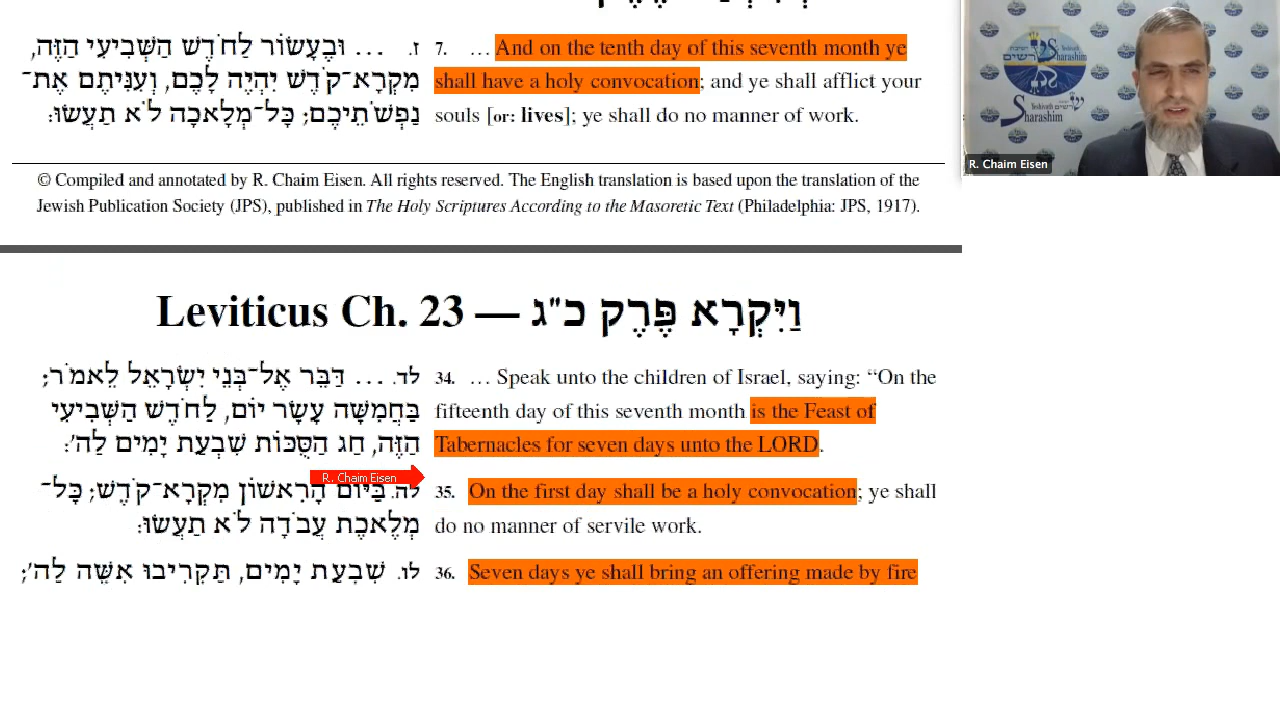 ז. ... וּבֶעָשׂוֹר לַחֹדֶשׁ הַשְּׁבִיעִי הַזֶּה,
מִקְרָא־קֹדֶשׁ יִהְיֶה לָכֶם, וְעִנִּיתֶם אֶת־
נַפְשֹׁתֵיכֶם; כָּל־מְלָאכָה לֹא תַעֲשׂוּ:
7. ... And on the tenth day of this seventh month ye
shall have a holy convocation; and ye shall afflict your
souls [or: lives]; ye shall do no manner of work.
© Compiled and annotated by R. Chaim Eisen. All rights reserved. The English translation is based upon the translation of the
Jewish Publication Society (JPS), published in The Holy Scriptures According to the Masoretic Text (Philadelphia: JPS, 1917).
Leviticus Ch. 23 — וַיִּקְרָא פֶּרֶק כ"ג
לד. ... דַּבֵּר אֶל־בְּנֵי יִשְׂרָאֵל לֵאמֹר;
בַּחֲמִשָּׁה עָשָׂר יוֹם, לַחֹדֶשׁ הַשְּׁבִיעִי
הַזֶּה, חַג הַסֻּכּוֹת שִׁבְעַת יָמִים לַה':
34. ... Speak unto the children of Israel, saying: “On the
fifteenth day of this seventh month is the Feast of
Tabernacles for seven days unto the LORD.
לה. בַּיּוֹם הָרִאשׁוֹן מִקְרָא־קֹדֶשׁ; כָּל־
מְלֶאכֶת עֲבֹדָה לֹא תַעֲשׂוּ:
R. Chaim Eisen
35. On the first day shall be a holy convocation; ye shall
do no manner of servile work.
לו. שִׁבְעַת יָמִים, תַּקְרִיבוּ אִשֶּׁה לַה';
36. Seven days ye shall bring an offering made by fire
Yeshivath
Sharashim
Yeshivath
Sharashim
R. Chaim Eisen